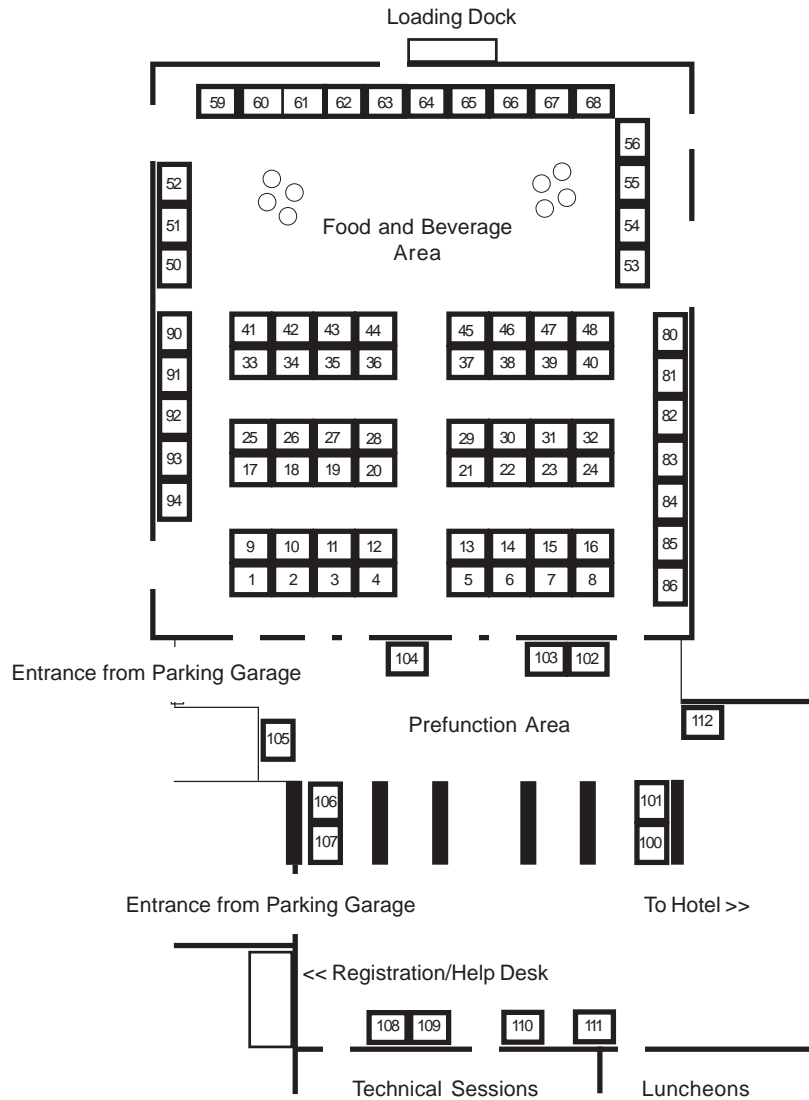 Loading Dock
59 60 61 62 63 64 65 66 67 68
56
52
55
51
54
Food and Beverage
Area
50
53
41 42 43 44 45 46 47 48
90
80
33 34 35 36 37 38 39 40
91
81
92
82
25 26 27 28 29 30 31 32
93
83
17 18 19 20 21 22 23 24
94
84
9 10 11 12 13 14 15 16
85
1 2 3 4 5 6 7 8
86
104
103 102
Entrance from Parking Garage
Prefunction Area
112
105
106
101
107
100
Entrance from Parking Garage
To Hotel >>
<< Registration/Help Desk
108 109 110 111
Technical Sessions
Luncheons